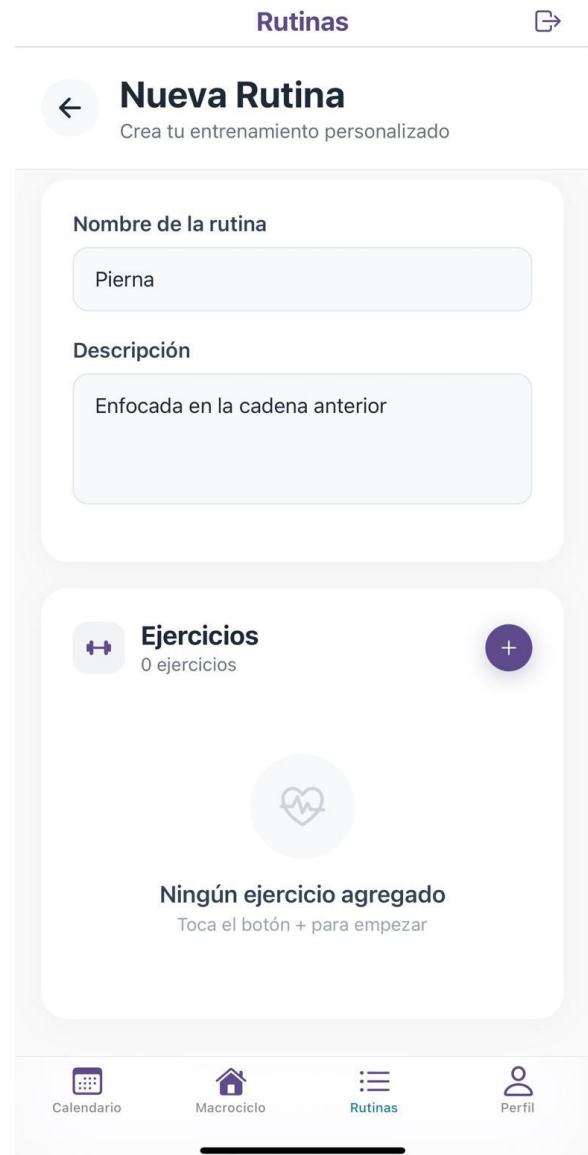 Rutinas
Nueva Rutina
Crea tu entrenamiento personalizado
Nombre de la rutina
Pierna
Descripción
Enfocada en la cadena anterior
Ejercicios
0 ejercicios
+
Ningún ejercicio agregado
Toca el botón + para empezar
Calendario Macrociclo Rutinas Perfil